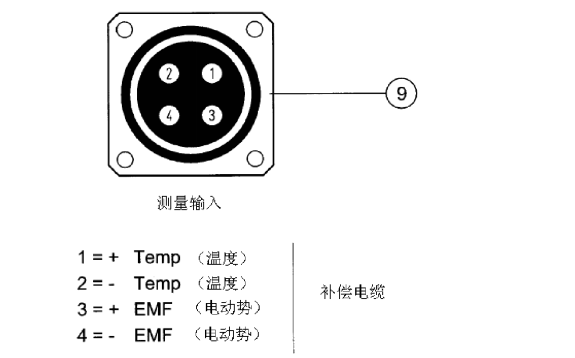 2 1
4 3
9
测量输入
1 = + Temp （温度）
2 = - Temp （温度）
3 = + EMF （电动势）
4 = - EMF （电动势）
补偿电缆